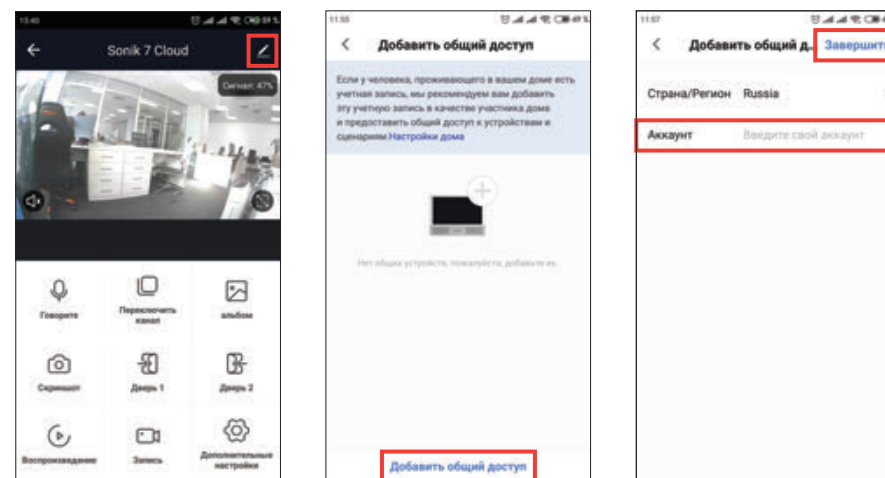 15:40
Sonik 7 Cloud
Сигнал: 47%
Говорите
Переключить
канал
альбом
Скриншот
Дверь 1
Дверь 2
Воспроизведение
Запись
Дополнительные
настройки
11:55
Добавить общий доступ
Если у человека, проживающего в вашем доме есть
учетная запись, мы рекомендуем вам добавить
эту учетную запись в качестве участника дома
и предоставить общий доступ к устройствам и
сценариям Настройки дома
Нет общих устройств, пожалуйста, добавьте их.
Добавить общий доступ
11:57
Добавить общий д... Завершить
Страна/Регион Russia
Аккаунт Введите свой аккаунт